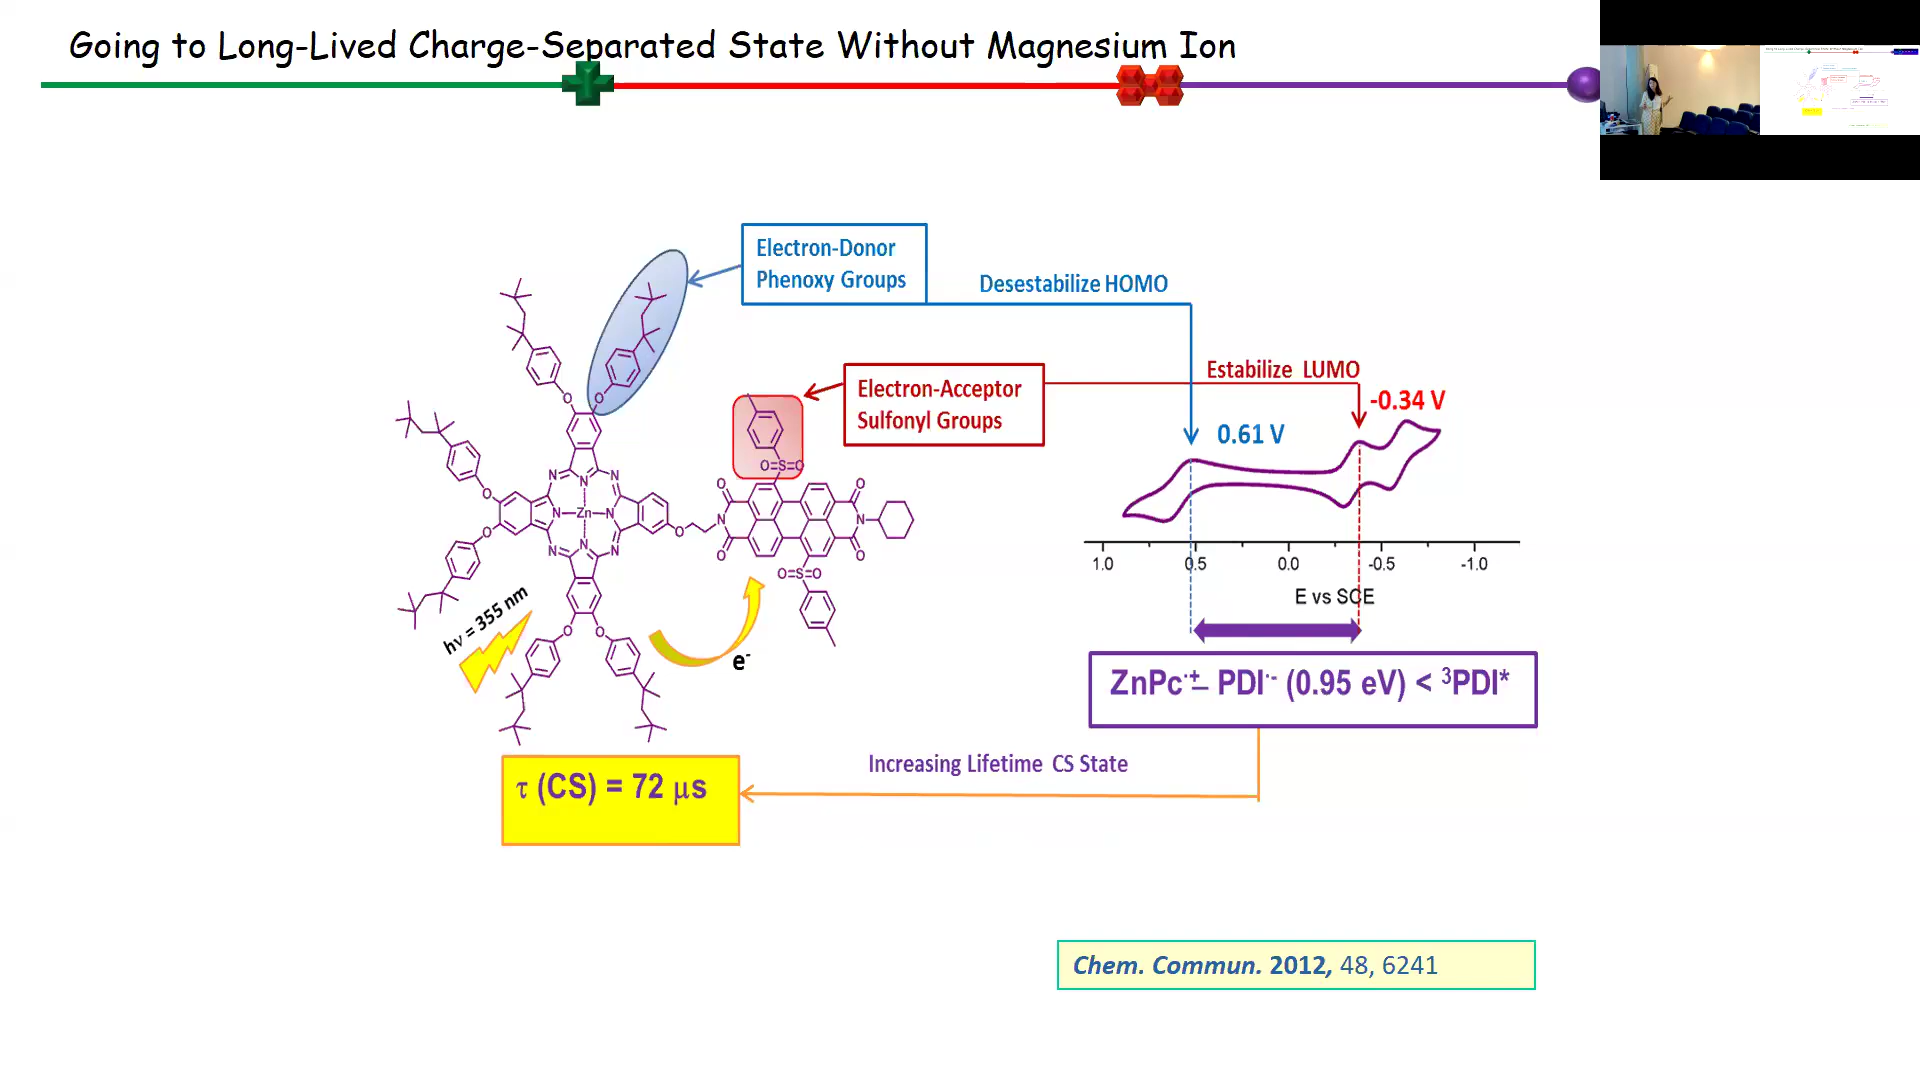 Going to Long-Lived Charge-Separated State Without Magnesium Ion
Electron-Donor
Phenoxy Groups
Desestabilize HOMO
Electron-Acceptor
Sulfonyl Groups
Estabilize LUMO
-0.34 V
0.61 V
O=S=O
N N N
N Zn N
N N N
O O O O
N N
O O
O=S=O
1.0 0.5 0.0 -0.5 -1.0
E vs SCE
hν = 355 nm
e-
ZnPc·+– PDI·- (0.95 eV) < 3PDI*
Increasing Lifetime CS State
τ (CS) = 72 μs
Chem. Commun. 2012, 48, 6241